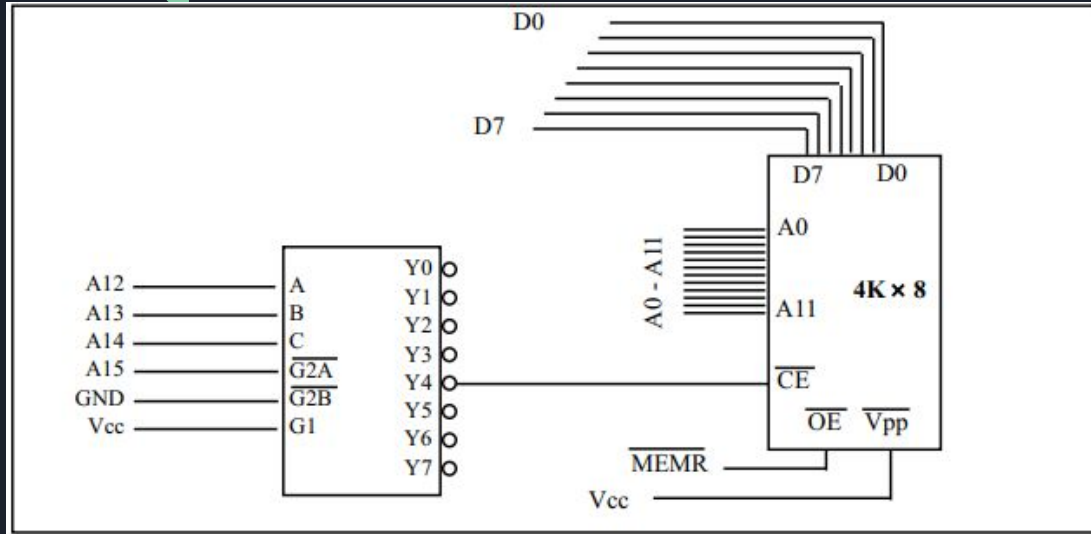 D0
D7
D7 D0
A0
A0 - A11
4K × 8
A11
A12 A Y0
A13 B Y1
A14 C Y2
A15 G2A Y3
GND G2B Y4
Vcc G1 Y5
Y6
Y7
CE
OE Vpp
MEMR
Vcc